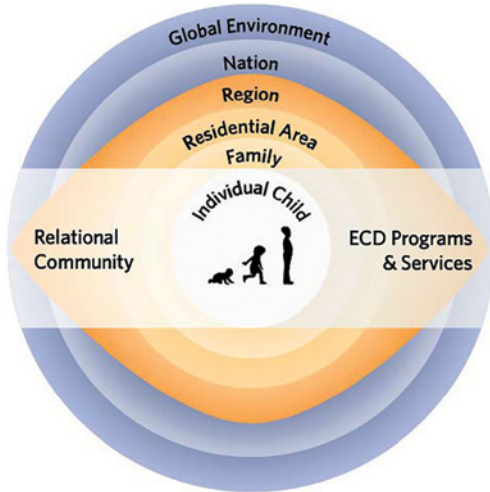 Global Environment
Nation
Region
Residential Area
Family
Individual Child
Relational
Community
ECD Programs
& Services